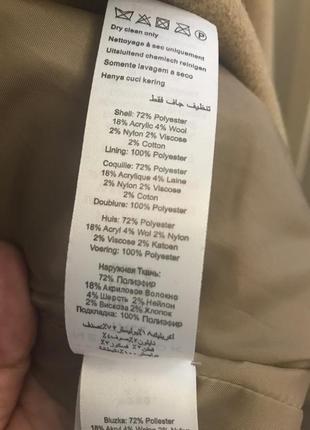 Dry clean only
Nettoyage à sec uniquement
Uitsluitend chemisch reinigen
Somente lavagem a seco
Hanya cuci kering
تنظيف جاف فقط
Shell: 72% Polyester
18% Acrylic 4% Wool
2% Nylon 2% Viscose
2% Cotton
Lining: 100% Polyester
Coquille: 72% Polyester
18% Acrylique 4% Laine
2% Nylon 2% Viscose
2% Coton
Doublure: 100% Polyester
Huis: 72% Polyester
18% Acryl 4% Wol 2% Nylon
2% Viscose 2% Katoen
Voering: 100% Polyester
Наружная Ткань:
72% Полиэфир
18% Акриловое Волокно
4% Шерсть 2% Нейлон
2% Вискоза 2% Хлопок
Подкладка: 100% Полиэфир
Bluzka: 72% Poliester